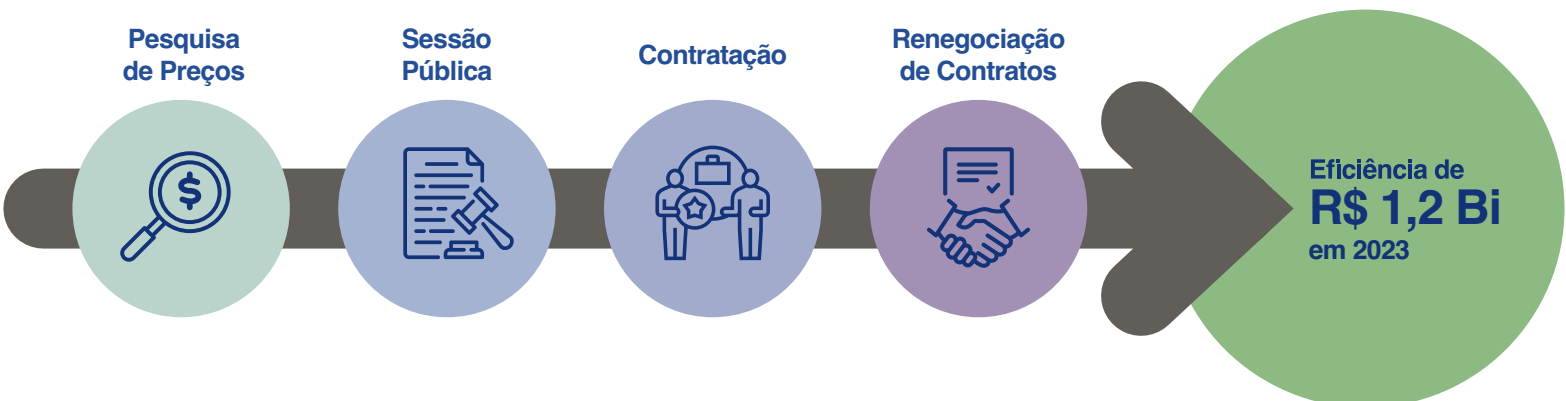 Pesquisa
de Preços
Sessão
Pública
Contratação
Renegociação
de Contratos
$
Eficiência de
R$ 1,2 Bi
em 2023